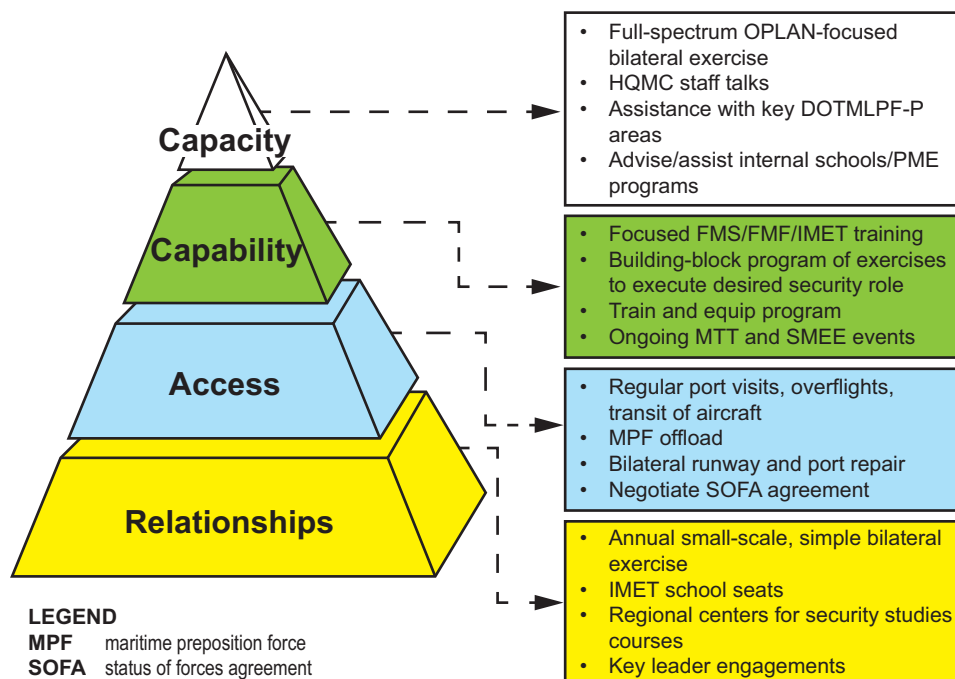 Capacity
• Full-spectrum OPLAN-focused
bilateral exercise
• HQMC staff talks
• Assistance with key DOTMLPF-P
areas
• Advise/assist internal schools/PME
programs
Capability
• Focused FMS/FMF/IMET training
• Building-block program of exercises
to execute desired security role
• Train and equip program
• Ongoing MTT and SMEE events
Access
• Regular port visits, overflights,
transit of aircraft
• MPF offload
• Bilateral runway and port repair
• Negotiate SOFA agreement
Relationships
• Annual small-scale, simple bilateral
exercise
• IMET school seats
• Regional centers for security studies
courses
• Key leader engagements
LEGEND
MPF maritime preposition force
SOFA status of forces agreement